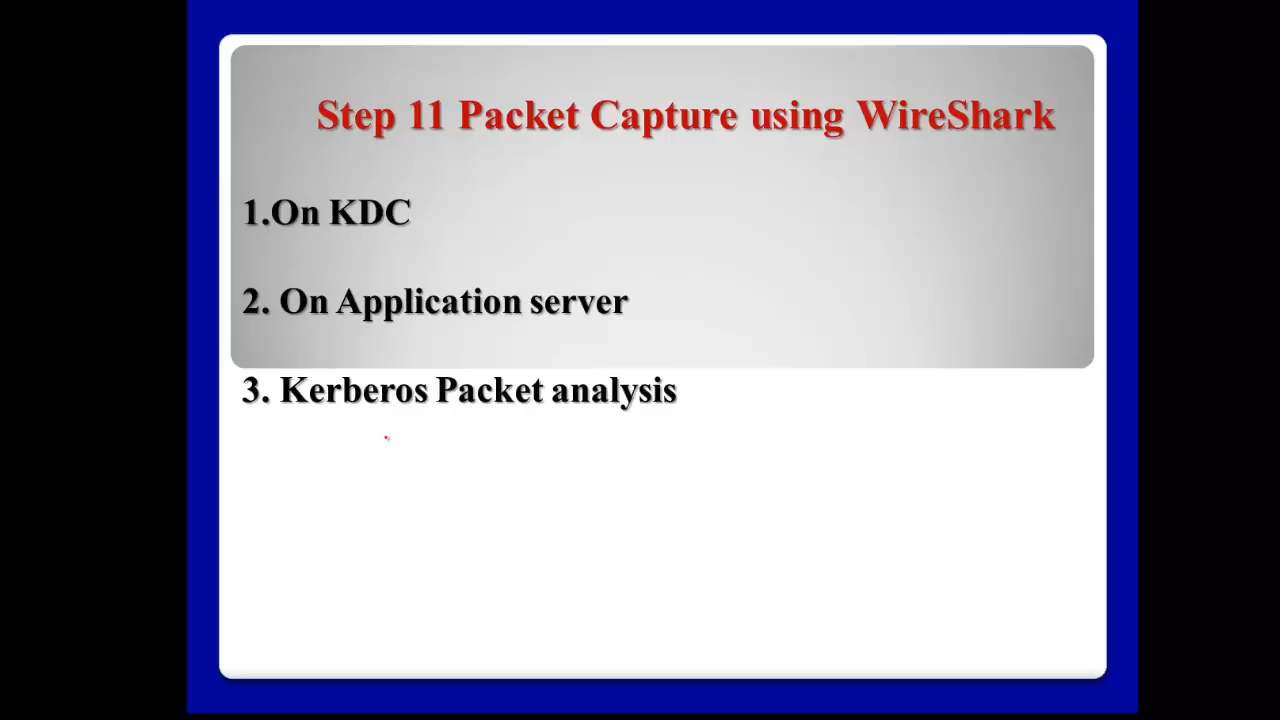 Step 11 Packet Capture using WireShark
1.On KDC
2. On Application server
3. Kerberos Packet analysis